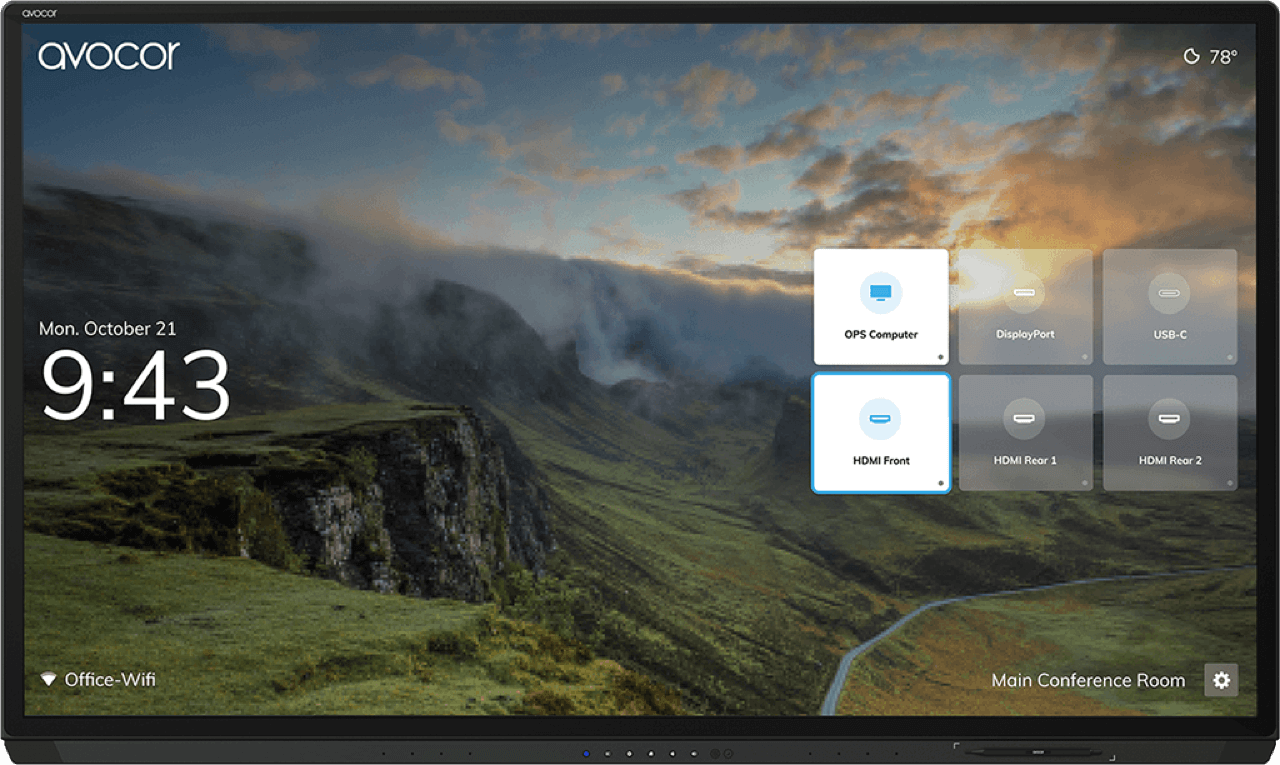 avocor
avocor
78°
Mon. October 21
9:43
OPS Computer
DisplayPort
USB-C
HDMI Front
HDMI Rear 1
HDMI Rear 2
Office-Wifi
Main Conference Room